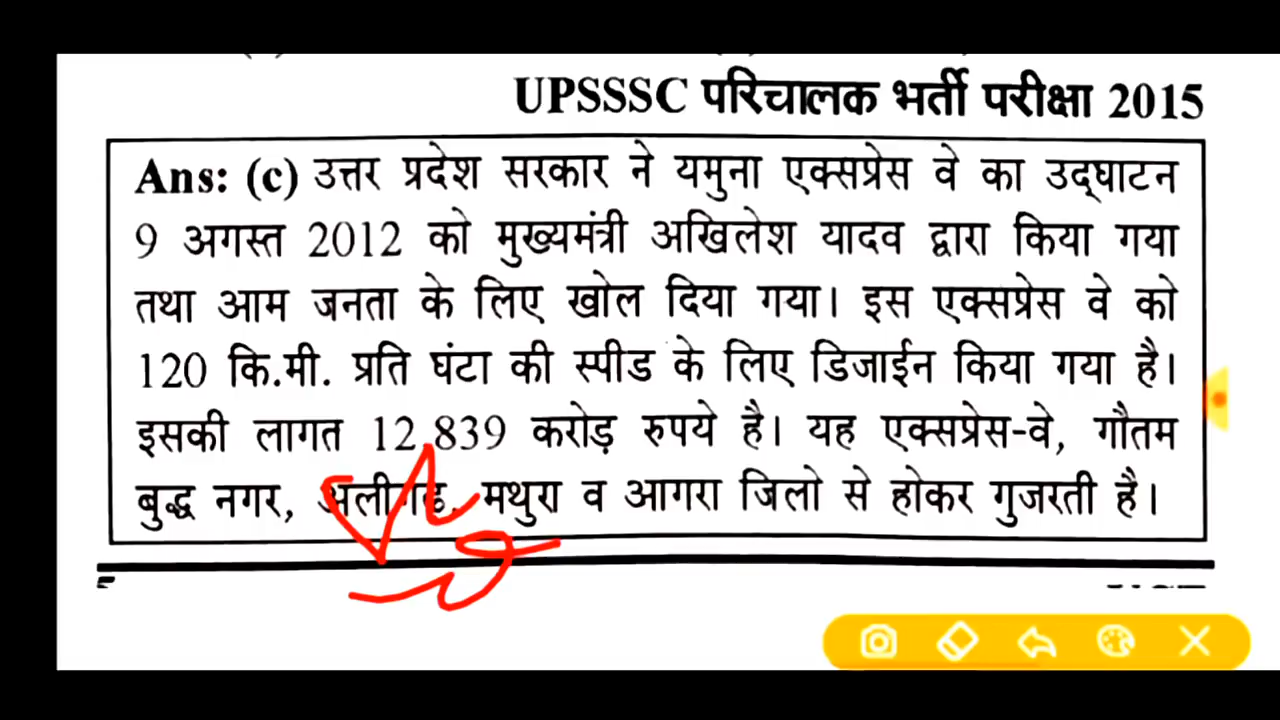 UPSSSC परिचालक भर्ती परीक्षा 2015
Ans: (c) उत्तर प्रदेश सरकार ने यमुना एक्सप्रेस वे का उद्घाटन
9 अगस्त 2012 को मुख्यमंत्री अखिलेश यादव द्वारा किया गया
तथा आम जनता के लिए खोल दिया गया। इस एक्सप्रेस वे को
120 कि.मी. प्रति घंटा की स्पीड के लिए डिजाईन किया गया है।
इसकी लागत 12,839 करोड़ रुपये है। यह एक्सप्रेस-वे, गौतम
बुद्ध नगर, अलीगढ़, मथुरा व आगरा जिलो से होकर गुजरती है।